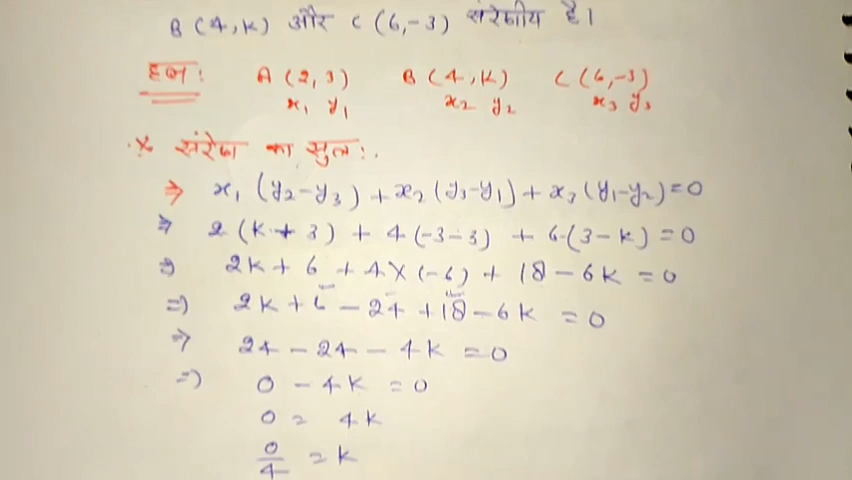 B (4, K) और C (6, -3) संरेखीय है।
हल: A (2, 3) B (4, K) C (6, -3)
x₁ y₁ x₂ y₂ x₃ y₃
* संरेख का सुत्र:
⇒ x₁ (y₂-y₃) + x₂ (y₃-y₁) + x₃ (y₁-y₂) = 0
⇒ 2 (K + 3) + 4 (-3-3) + 6 (3 - K) = 0
⇒ 2K + 6 + 4 X (-6) + 18 - 6K = 0
⇒ 2K + 6 - 24 + 18 - 6K = 0
⇒ 24 - 24 - 4K = 0
⇒ 0 - 4K = 0
0 = 4K
0/4 = K